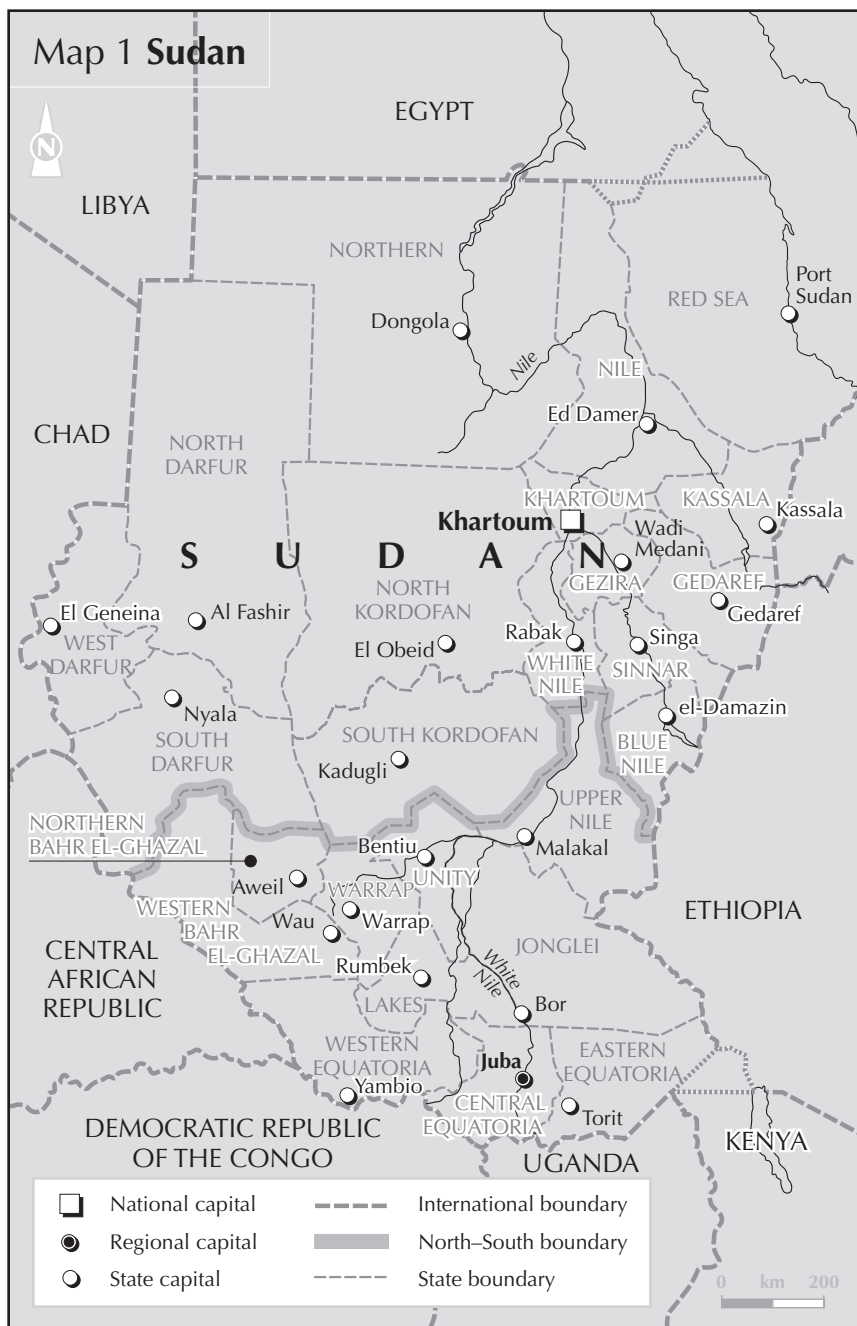 Map 1 Sudan
N
EGYPT
LIBYA
NORTHERN
RED SEA
Port
Sudan
Dongola
Nile
NILE
Ed Damer
CHAD
NORTH
DARFUR
KHARTOUM
KASSALA
Khartoum
Kassala
Wadi
Medani
SUDAN
GEZIRA
GEDAREF
Gedaref
NORTH
KORDOFAN
El Geneina
Al Fashir
El Obeid
Rabak
Singa
WEST
DARFUR
WHITE
NILE
SINNAR
Nyala
el-Damazin
SOUTH
DARFUR
SOUTH KORDOFAN
BLUE
NILE
Kadugli
UPPER
NILE
NORTHERN
BAHR EL-GHAZAL
Bentiu
Malakal
Aweil
UNITY
WARRAP
WESTERN
BAHR
EL-GHAZAL
Wau
Warrap
ETHIOPIA
CENTRAL
AFRICAN
REPUBLIC
JONGLEI
Rumbek
White
Nile
LAKES
Bor
WESTERN
EQUATORIA
Juba
EASTERN
EQUATORIA
Yambio
CENTRAL
EQUATORIA
Torit
DEMOCRATIC REPUBLIC
OF THE CONGO
UGANDA
KENYA
National capital
International boundary
Regional capital
North–South boundary
State capital
State boundary
0 km 200